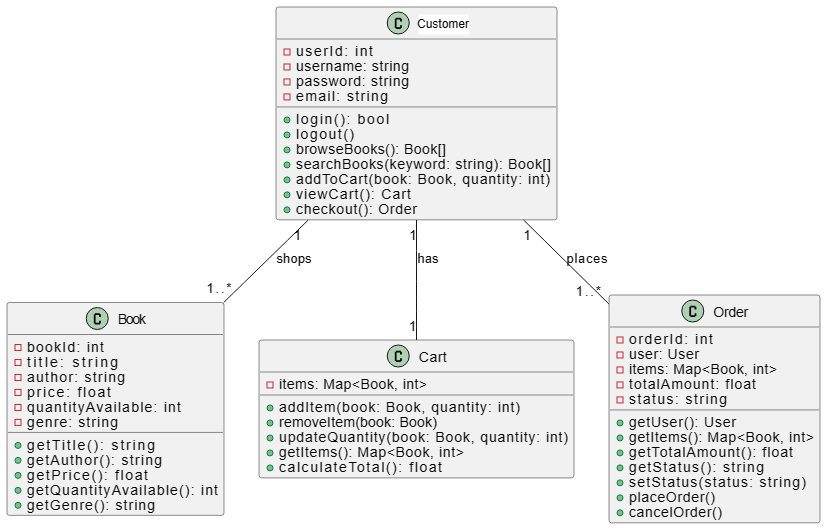 C Customer
userId: int
username: string
password: string
email: string
login(): bool
logout()
browseBooks(): Book[]
searchBooks(keyword: string): Book[]
addToCart(book: Book, quantity: int)
viewCart(): Cart
checkout(): Order
1
1
1
shops
has
places
1..*
1
1..*
C Book
bookId: int
title: string
author: string
price: float
quantityAvailable: int
genre: string
getTitle(): string
getAuthor(): string
getPrice(): float
getQuantityAvailable(): int
getGenre(): string
C Cart
items: Map<Book, int>
addItem(book: Book, quantity: int)
removeItem(book: Book)
updateQuantity(book: Book, quantity: int)
getItems(): Map<Book, int>
calculateTotal(): float
C Order
orderId: int
user: User
items: Map<Book, int>
totalAmount: float
status: string
getUser(): User
getItems(): Map<Book, int>
getTotalAmount(): float
getStatus(): string
setStatus(status: string)
placeOrder()
cancelOrder()